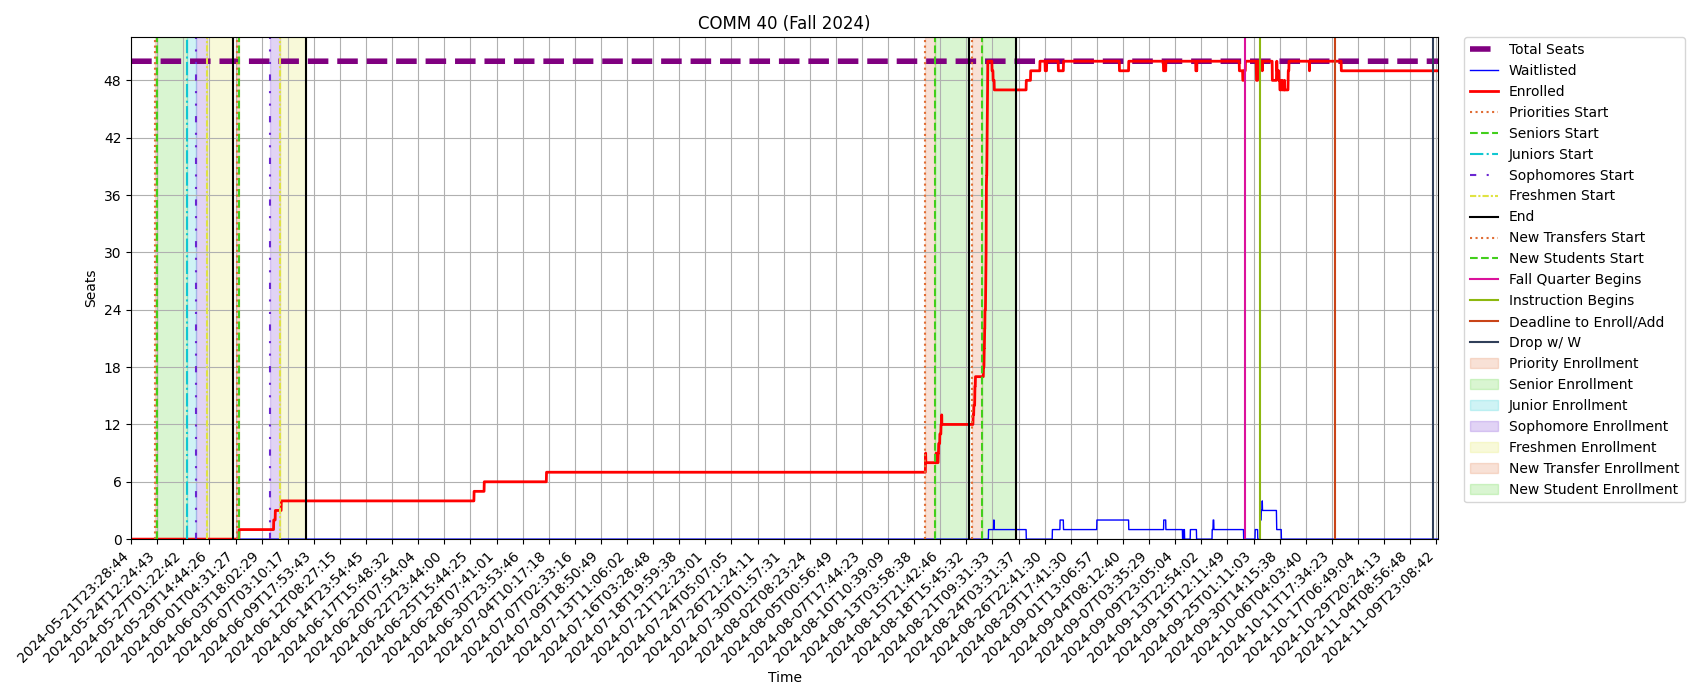 COMM 40 (Fall 2024)
Seats
48
42
36
30
24
18
12
6
0
2024-05-21T23:28:44
2024-05-24T12:24:43
2024-05-27T01:22:42
2024-05-29T14:44:26
2024-06-01T04:31:27
2024-06-03T18:02:29
2024-06-07T03:10:17
2024-06-09T17:53:43
2024-06-12T08:27:15
2024-06-14T23:54:45
2024-06-17T15:48:32
2024-06-20T07:54:04
2024-06-22T23:44:00
2024-06-25T15:44:25
2024-06-28T07:41:01
2024-06-30T23:53:46
2024-07-04T10:17:18
2024-07-07T02:33:16
2024-07-09T18:50:49
2024-07-13T11:06:02
2024-07-16T03:28:48
2024-07-18T19:59:38
2024-07-21T12:23:01
2024-07-24T05:07:05
2024-07-26T21:24:11
2024-07-30T01:57:31
2024-08-02T08:23:24
2024-08-05T00:56:49
2024-08-07T17:44:23
2024-08-10T10:39:09
2024-08-13T03:58:38
2024-08-15T21:42:46
2024-08-18T15:45:32
2024-08-21T09:31:33
2024-08-24T03:31:37
2024-08-26T22:41:30
2024-08-29T17:41:30
2024-09-01T13:06:57
2024-09-04T08:12:40
2024-09-07T03:35:29
2024-09-09T23:05:04
2024-09-13T22:54:02
2024-09-19T12:11:49
2024-09-25T01:11:03
2024-09-30T14:15:38
2024-10-06T04:03:40
2024-10-11T17:34:23
2024-10-17T06:49:04
2024-10-29T20:24:13
2024-11-04T08:56:48
2024-11-09T23:08:42
Time
Total Seats
Waitlisted
Enrolled
Priorities Start
Seniors Start
Juniors Start
Sophomores Start
Freshmen Start
End
New Transfers Start
New Students Start
Fall Quarter Begins
Instruction Begins
Deadline to Enroll/Add
Drop w/ W
Priority Enrollment
Senior Enrollment
Junior Enrollment
Sophomore Enrollment
Freshmen Enrollment
New Transfer Enrollment
New Student Enrollment